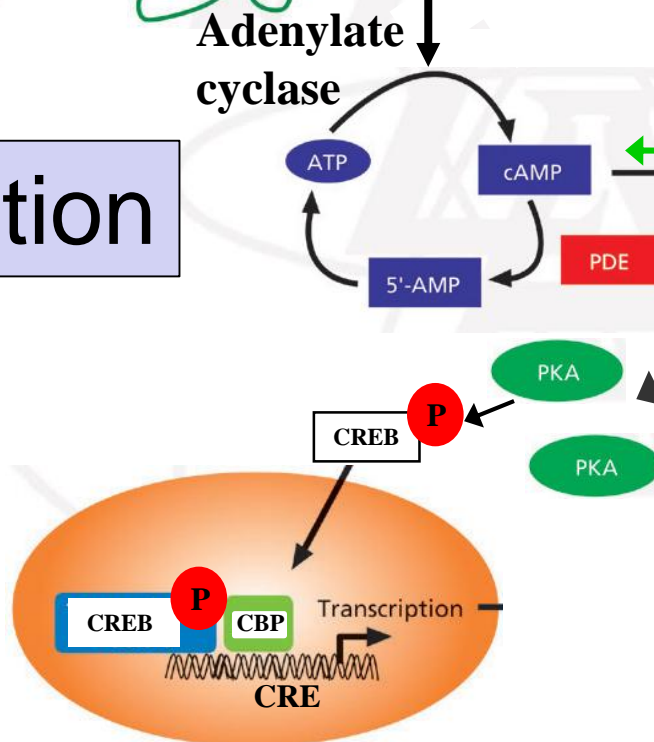 Adenylate
cyclase
ATP
cAMP
tion
PDE
5'-AMP
PKA
P
CREB
PKA
P
CREB
CBP
Transcription
CRE